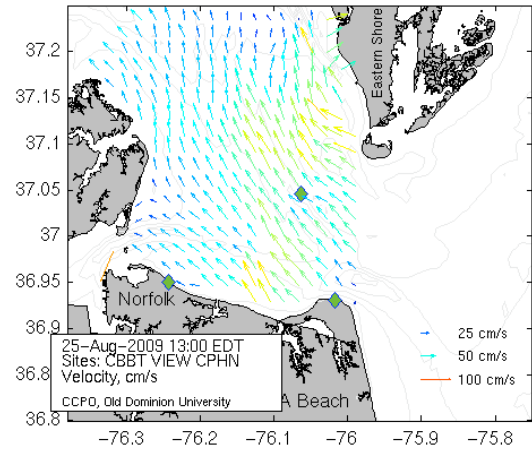 37.2
37.15
37.1
37.05
37
36.95
36.9
36.8
36.8
Eastern Shore
Norfolk
A Beach
25 cm/s
50 cm/s
100 cm/s
25-Aug-2009 13:00 EDT
Sites: CBBT VIEW CPHN
Velocity, cm/s
CCPO, Old Dominion University
−76.3 −76.2 −76.1 −76 −75.9 −75.8